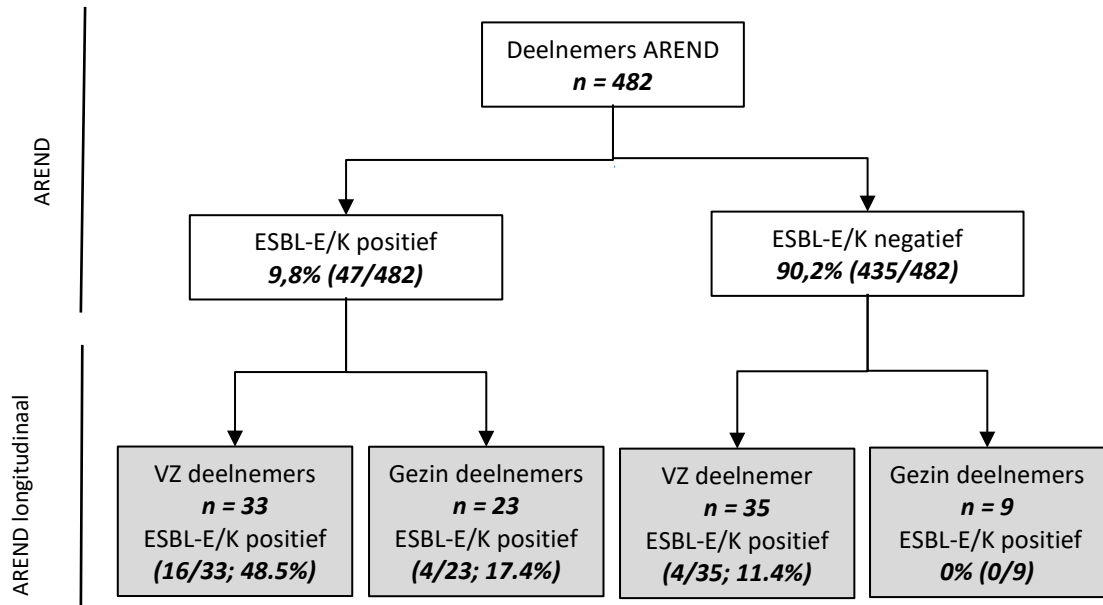 Deelnemers AREND
n = 482
AREND
ESBL-E/K positief
9,8% (47/482)
ESBL-E/K negatief
90,2% (435/482)
AREND longitudinaal
VZ deelnemers
n = 33
ESBL-E/K positief
(16/33; 48.5%)
Gezin deelnemers
n = 23
ESBL-E/K positief
(4/23; 17.4%)
VZ deelnemer
n = 35
ESBL-E/K positief
(4/35; 11.4%)
Gezin deelnemers
n = 9
ESBL-E/K positief
0% (0/9)